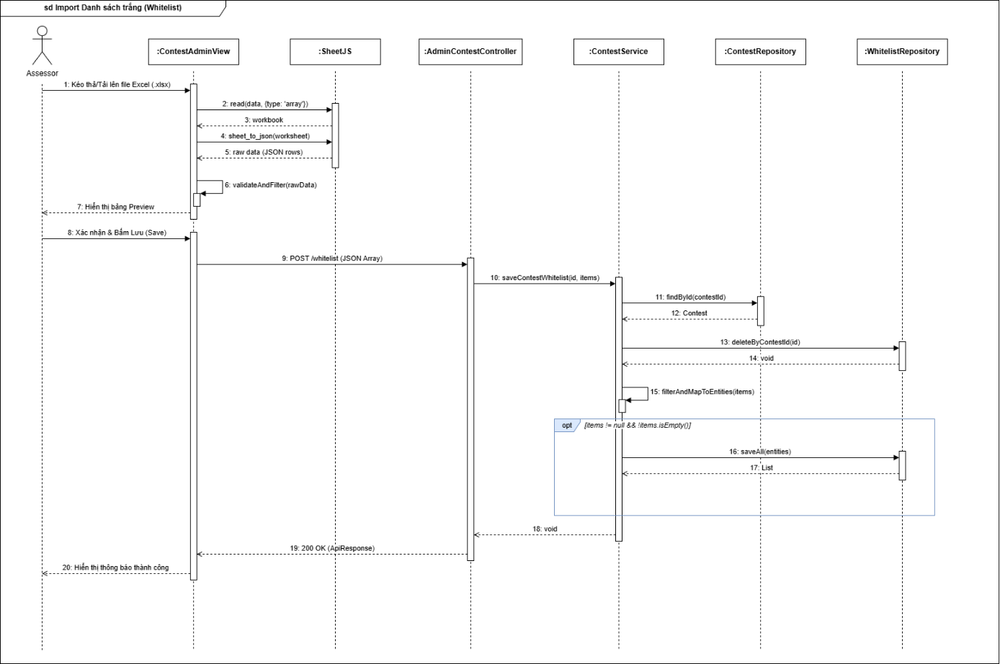 sd Import Danh sách trắng (Whitelist)
Assessor
:ContestAdminView
:SheetJS
:AdminContestController
:ContestService
:ContestRepository
:WhitelistRepository
1: Kéo thả/Tải lên file Excel (.xlsx)
2: read(data, {type: 'array'})
3: workbook
4: sheet_to_json(worksheet)
5: raw data (JSON rows)
6: validateAndFilter(rawData)
7: Hiển thị bảng Preview
8: Xác nhận & Bấm Lưu (Save)
9: POST /whitelist (JSON Array)
10: saveContestWhitelist(id, items)
11: findById(contestId)
12: Contest
13: deleteByContestId(id)
14: void
15: filterAndMapToEntities(items)
opt
[items != null && !items.isEmpty()]
16: saveAll(entities)
17: List
18: void
19: 200 OK (ApiResponse)
20: Hiển thị thông báo thành công